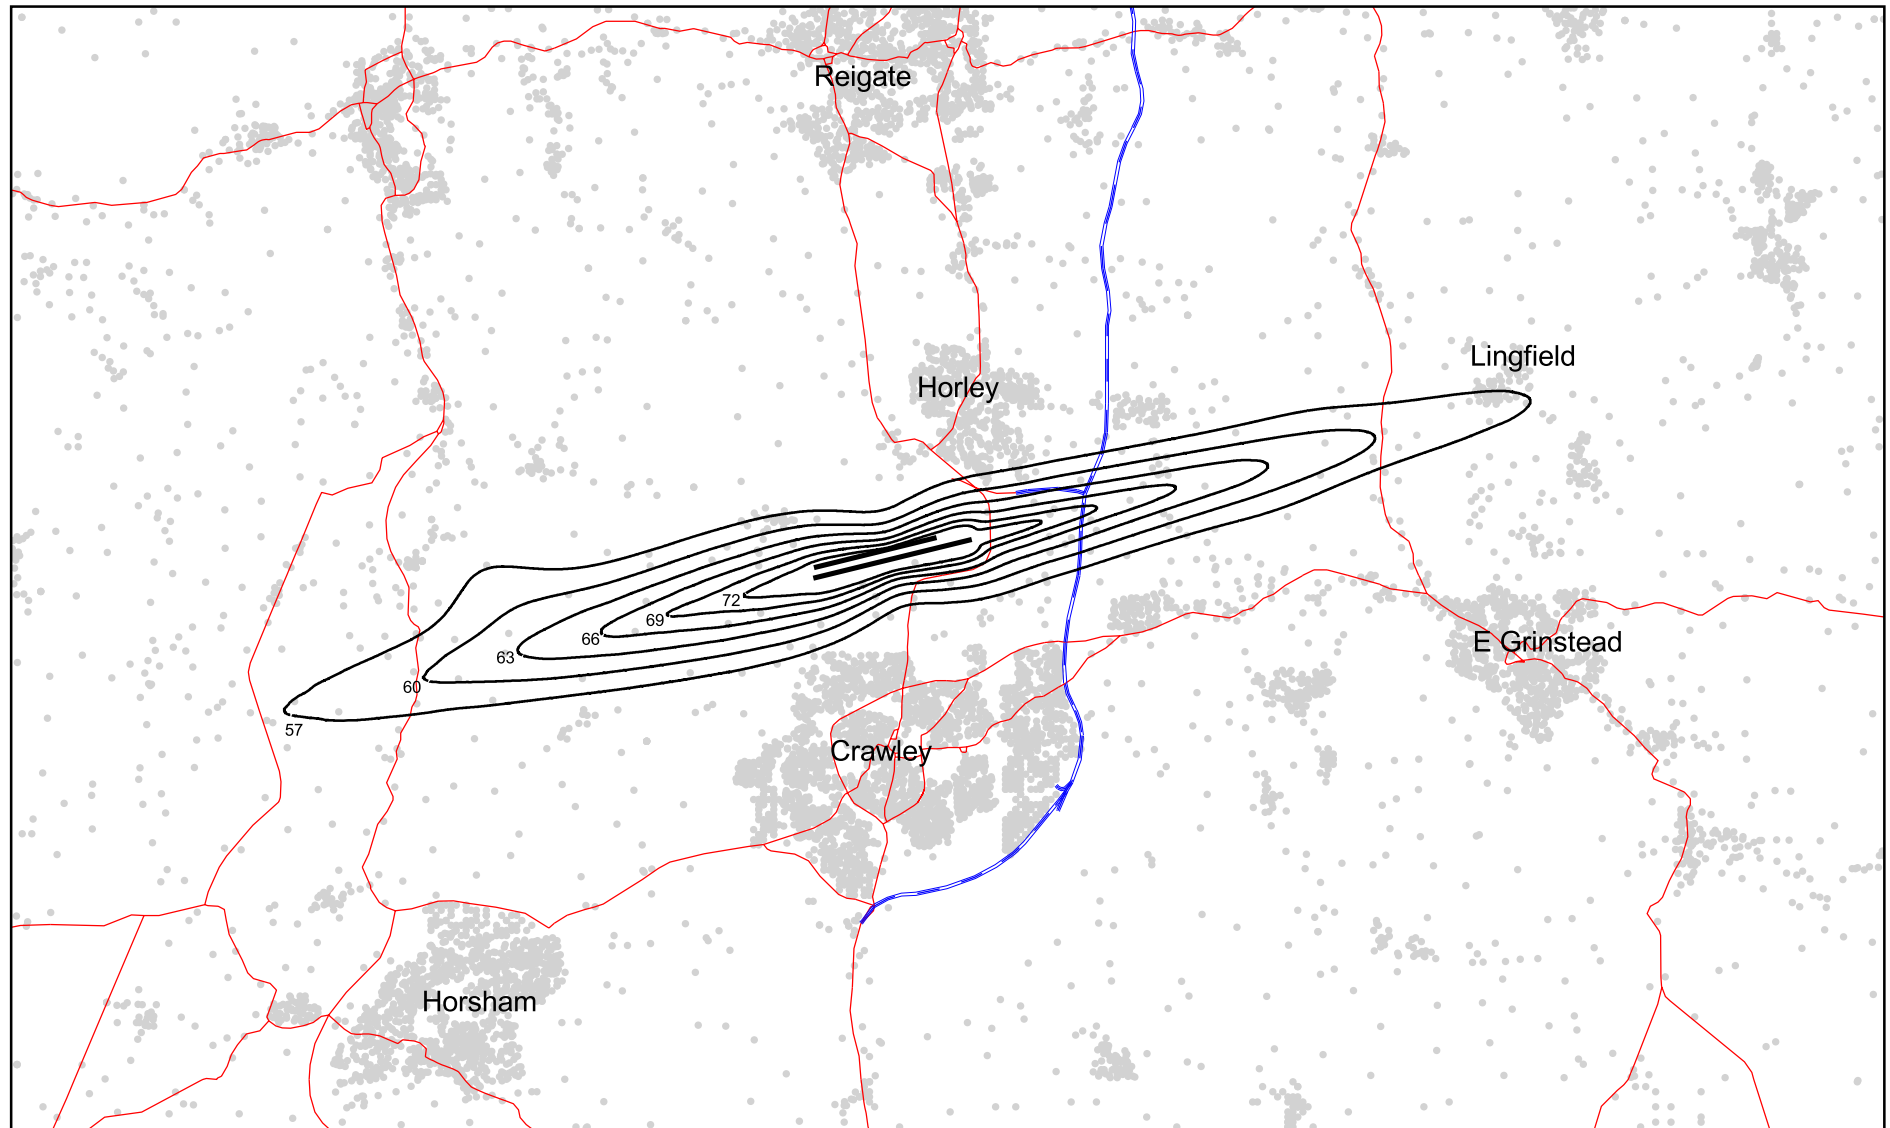 Reigate
Lingfield
Horley
72
69
66
63
60
57
E Grinstead
Crawley
Horsham